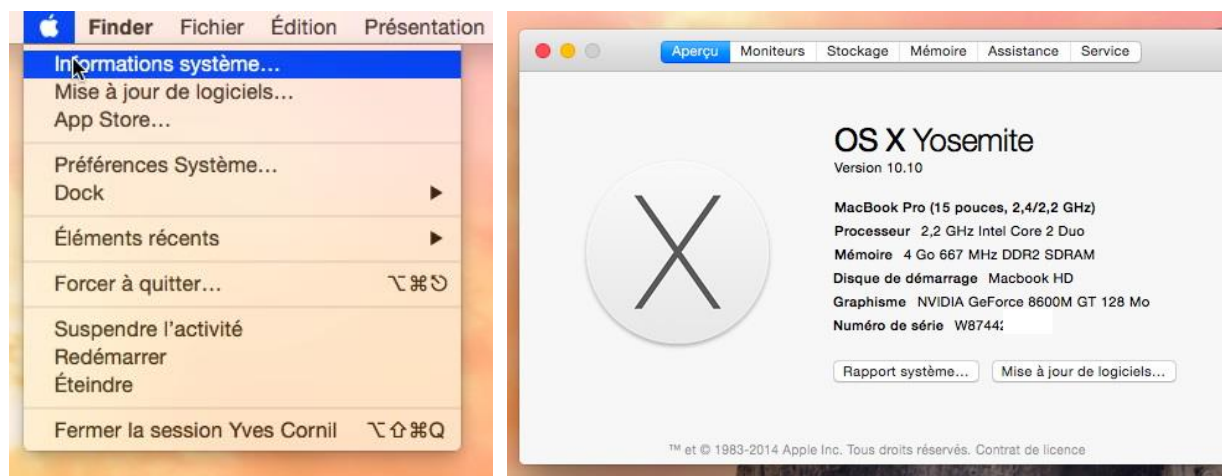 Finder Fichier Édition Présentation
Informations système...
Mise à jour de logiciels...
App Store...
Préférences Système...
Dock ▶
Éléments récents ▶
Forcer à quitter... ⌥⌘⎋
Suspendre l'activité
Redémarrer
Éteindre
Fermer la session Yves Cornil ⌥⇧⌘Q
Aperçu Moniteurs Stockage Mémoire Assistance Service
OS X Yosemite
Version 10.10
MacBook Pro (15 pouces, 2,4/2,2 GHz)
Processeur 2,2 GHz Intel Core 2 Duo
Mémoire 4 Go 667 MHz DDR2 SDRAM
Disque de démarrage Macbook HD
Graphisme NVIDIA GeForce 8600M GT 128 Mo
Numéro de série W87442
Rapport système... Mise à jour de logiciels...
™ et © 1983-2014 Apple Inc. Tous droits réservés. Contrat de licence